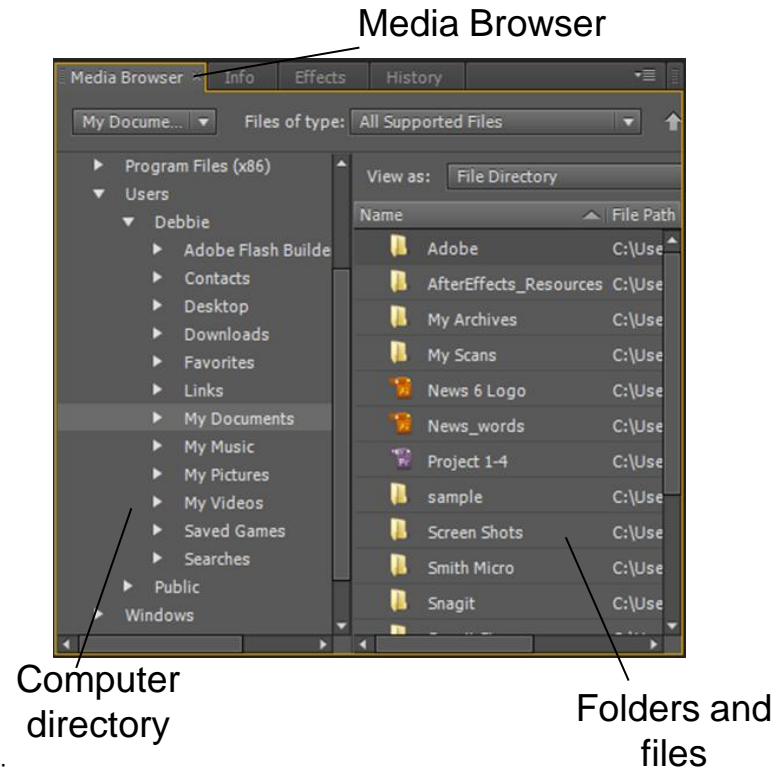 Media Browser
Media Browser × Info Effects History
My Docume... Files of type: All Supported Files
Program Files (x86)
Users
Debbie
Adobe Flash Builde
Contacts
Desktop
Downloads
Favorites
Links
My Documents
My Music
My Pictures
My Videos
Saved Games
Searches
Public
Windows
View as: File Directory
Name File Path
Adobe C:\Use
AfterEffects_Resources C:\Use
My Archives C:\Use
My Scans C:\Use
News 6 Logo C:\Use
News_words C:\Use
Project 1-4 C:\Use
sample C:\Use
Screen Shots C:\Use
Smith Micro C:\Use
Snagit C:\Use
Computer
directory
Folders and
files
.